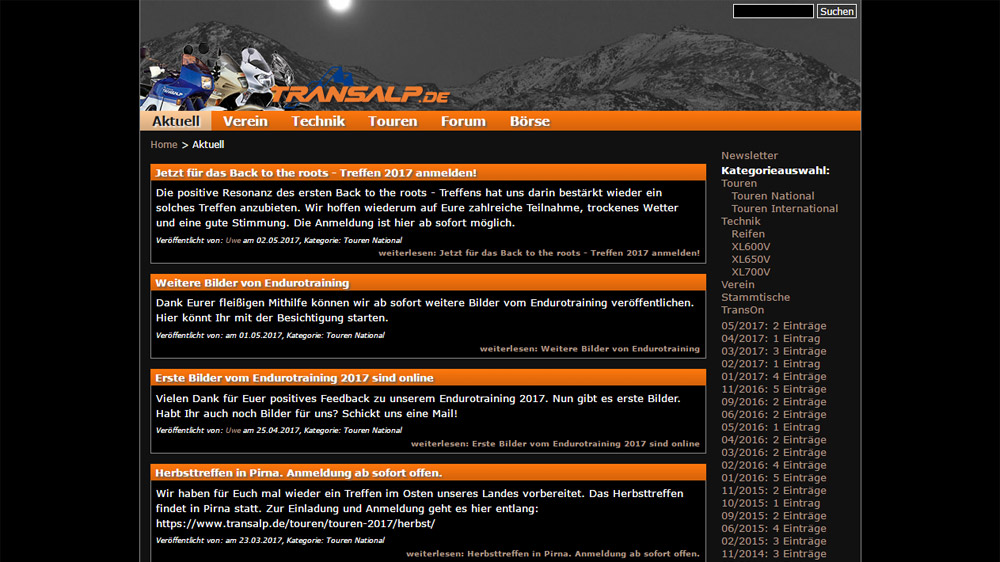 Suchen
TRANSALP.DE
Aktuell Verein Technik Touren Forum Börse
Home > Aktuell
Jetzt für das Back to the roots - Treffen 2017 anmelden!
Die positive Resonanz des ersten Back to the roots - Treffens hat uns darin bestärkt wieder ein
solches Treffen anzubieten. Wir hoffen wiederum auf Eure zahlreiche Teilnahme, trockenes Wetter
und eine gute Stimmung. Die Anmeldung ist hier ab sofort möglich.
Veröffentlicht von: Uwe am 02.05.2017, Kategorie: Touren National
weiterlesen: Jetzt für das Back to the roots - Treffen 2017 anmelden!
Weitere Bilder von Endurotraining
Dank Eurer fleißigen Mithilfe können wir ab sofort weitere Bilder vom Endurotraining veröffentlichen.
Hier könnt Ihr mit der Besichtigung starten.
Veröffentlicht von: am 01.05.2017, Kategorie: Touren National
weiterlesen: Weitere Bilder von Endurotraining
Erste Bilder vom Endurotraining 2017 sind online
Vielen Dank für Euer positives Feedback zu unserem Endurotraining 2017. Nun gibt es erste Bilder.
Habt Ihr auch noch Bilder für uns? Schickt uns eine Mail!
Veröffentlicht von: Uwe am 25.04.2017, Kategorie: Touren National
weiterlesen: Erste Bilder vom Endurotraining 2017 sind online
Herbsttreffen in Pirna. Anmeldung ab sofort offen.
Wir haben für Euch mal wieder ein Treffen im Osten unseres Landes vorbereitet. Das Herbsttreffen
findet in Pirna statt. Zur Einladung und Anmeldung geht es hier entlang:
https://www.transalp.de/touren/touren-2017/herbst/
Veröffentlicht von: am 23.03.2017, Kategorie: Touren National
weiterlesen: Herbsttreffen in Pirna. Anmeldung ab sofort offen.
Newsletter
Kategorieauswahl:
Touren
Touren National
Touren International
Technik
Reifen
XL600V
XL650V
XL700V
Verein
Stammtische
TransOn
05/2017: 2 Einträge
04/2017: 1 Eintrag
03/2017: 3 Einträge
02/2017: 1 Eintrag
01/2017: 4 Einträge
11/2016: 5 Einträge
09/2016: 2 Einträge
06/2016: 2 Einträge
05/2016: 1 Eintrag
04/2016: 2 Einträge
03/2016: 2 Einträge
02/2016: 4 Einträge
01/2016: 5 Einträge
11/2015: 2 Einträge
10/2015: 1 Eintrag
09/2015: 2 Einträge
06/2015: 4 Einträge
02/2015: 3 Einträge
11/2014: 3 Einträge